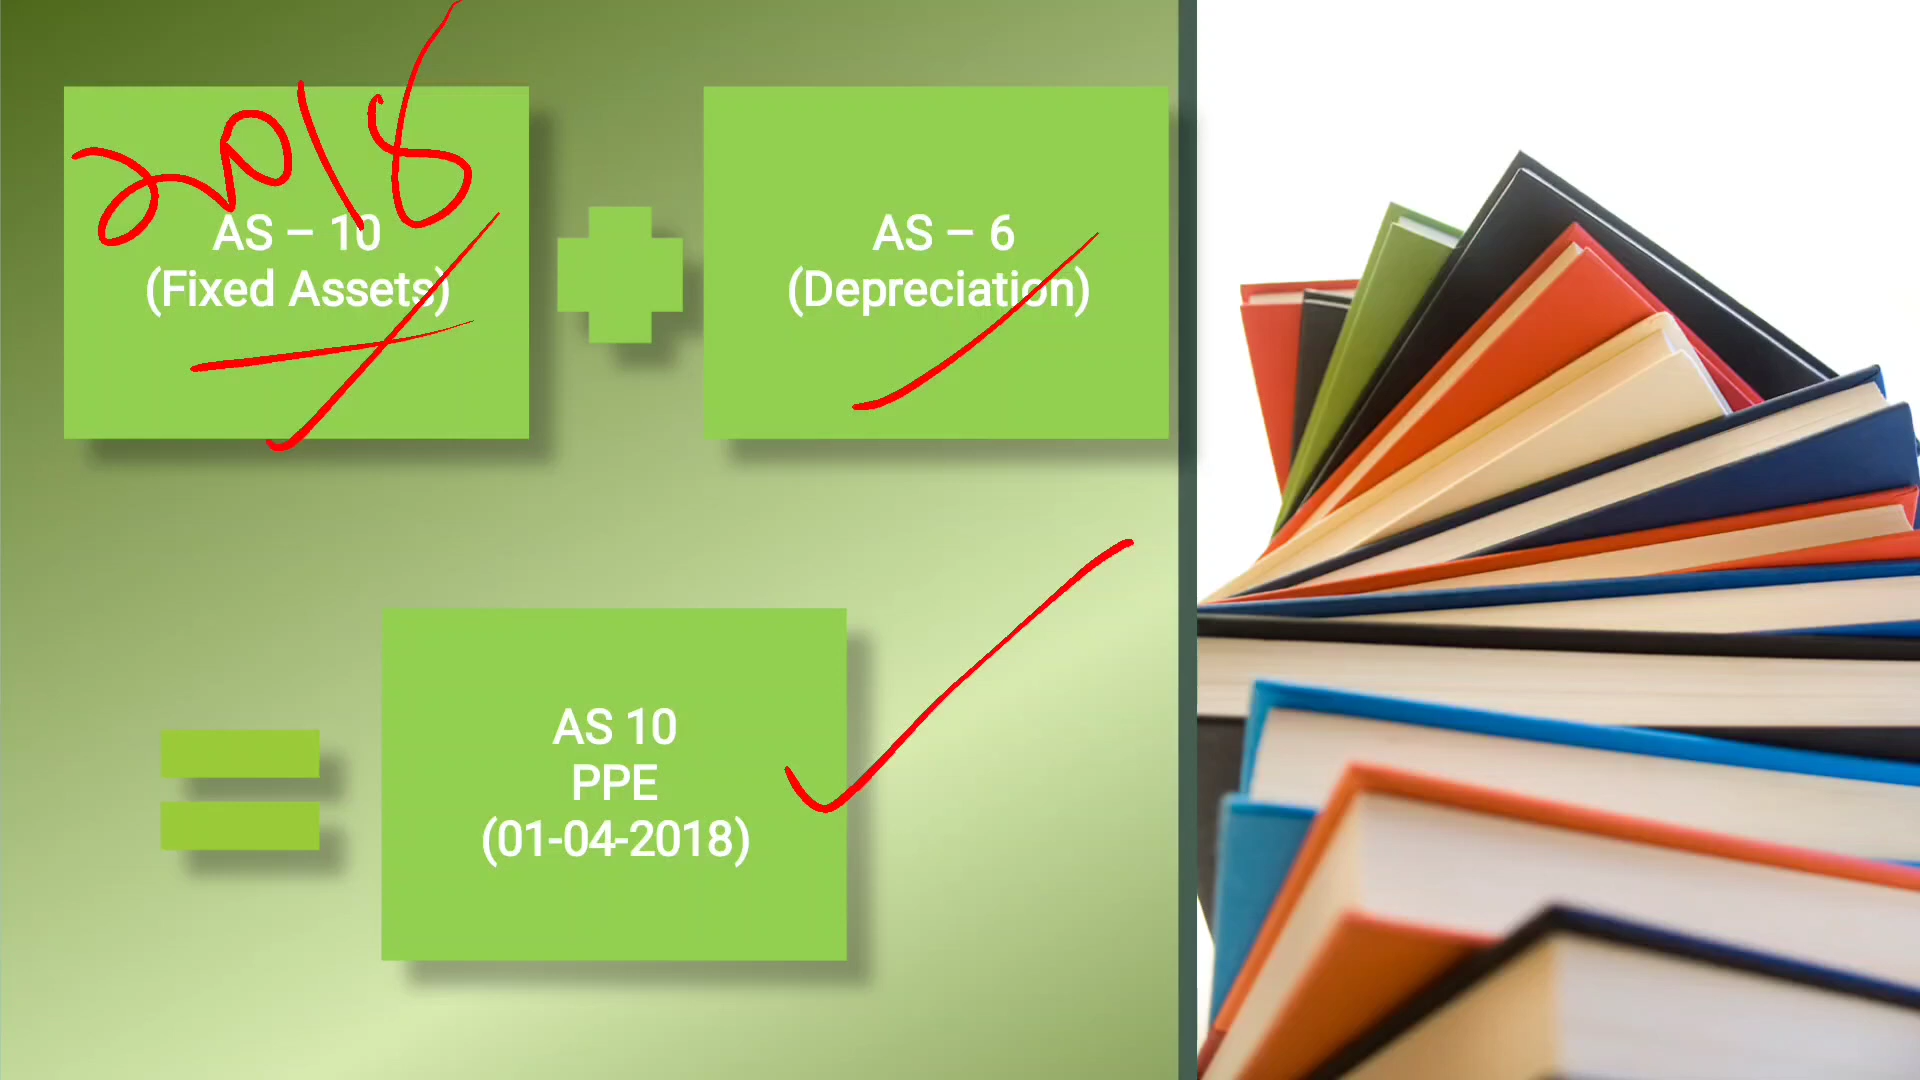 2018
AS – 10
(Fixed Assets)
AS – 6
(Depreciation)
AS 10
PPE
(01-04-2018)